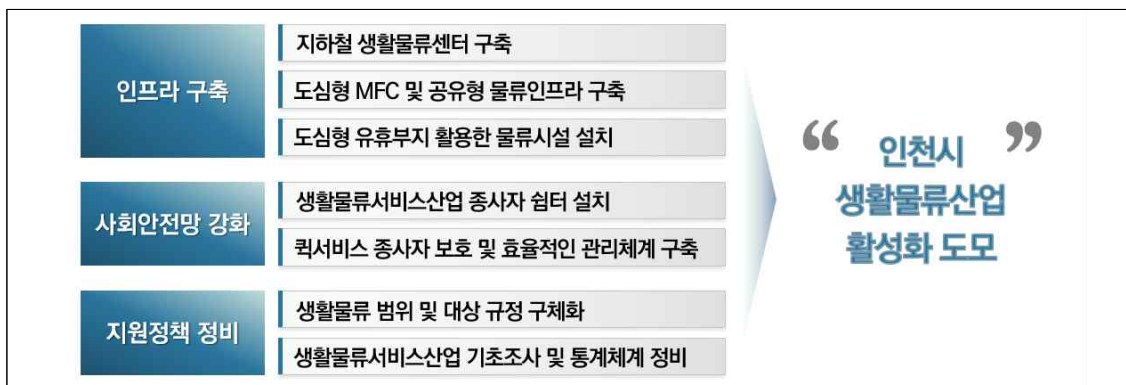 인프라 구축
지하철 생활물류센터 구축
도심형 MFC 및 공유형 물류인프라 구축
도심형 유휴부지 활용한 물류시설 설치
사회안전망 강화
생활물류서비스산업 종사자 쉼터 설치
퀵서비스 종사자 보호 및 효율적인 관리체계 구축
지원정책 정비
생활물류 범위 및 대상 규정 구체화
생활물류서비스산업 기초조사 및 통계체계 정비
“ 인천시 ”
생활물류산업
활성화 도모